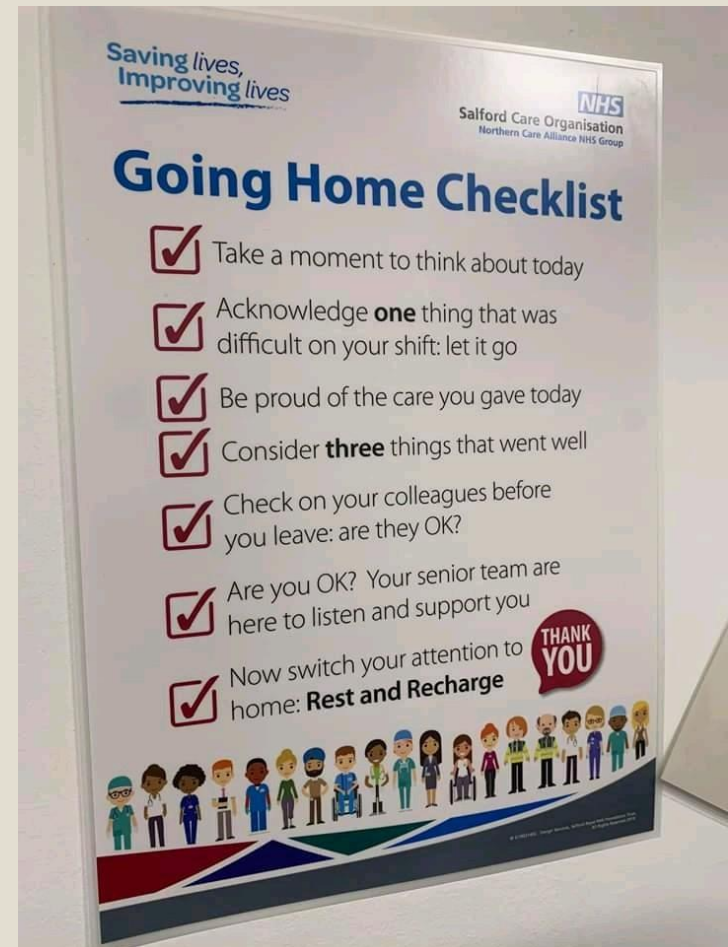 Saving lives,
Improving lives
NHS
Salford Care Organisation
Northern Care Alliance NHS Group
Going Home Checklist
Take a moment to think about today
Acknowledge one thing that was
difficult on your shift: let it go
Be proud of the care you gave today
Consider three things that went well
Check on your colleagues before
you leave: are they OK?
Are you OK? Your senior team are
here to listen and support you
Now switch your attention to
home: Rest and Recharge
THANK
YOU